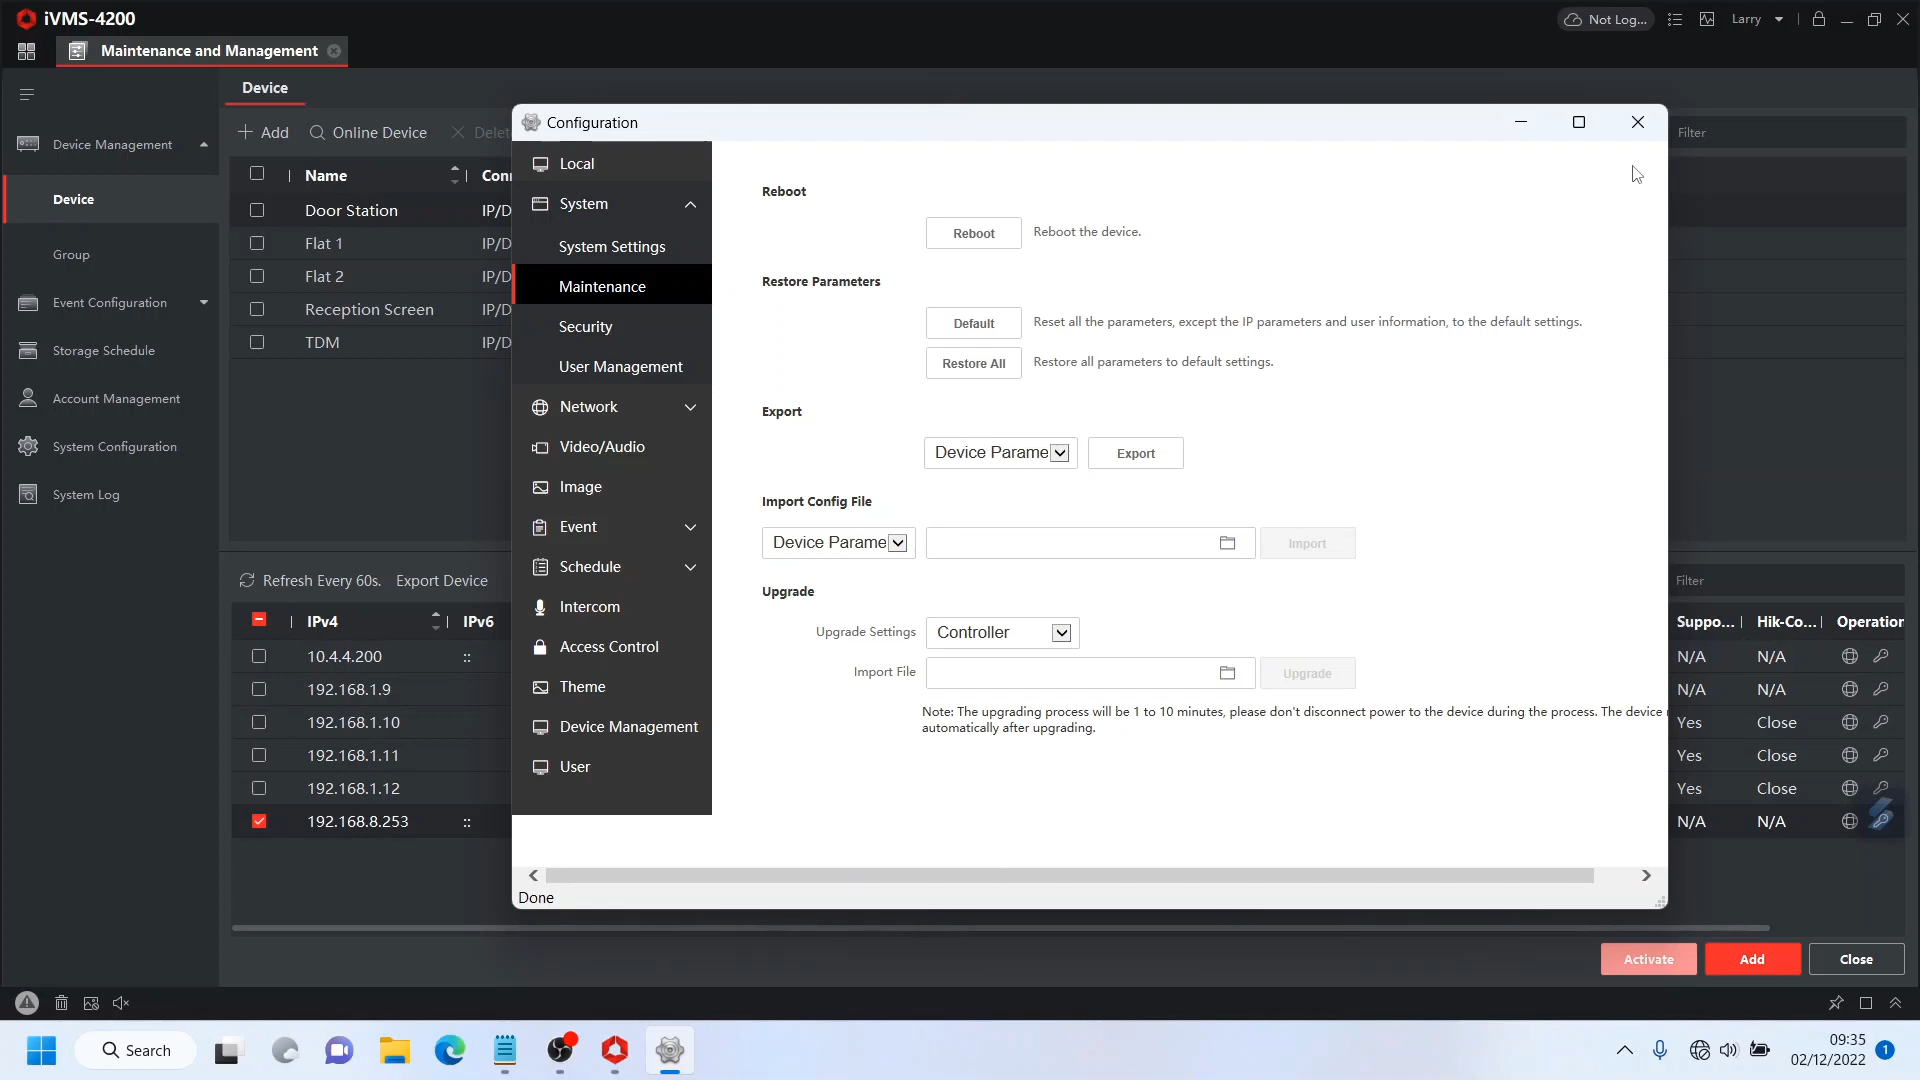 iVMS-4200
Not Log...
Larry
Maintenance and Management
Device
Add
Online Device
Delet
Filter
Device Management
Device
Group
Event Configuration
Storage Schedule
Account Management
System Configuration
System Log
Name
Conn
Door Station
IP/D
Flat 1
IP/D
Flat 2
IP/D
Reception Screen
IP/D
TDM
IP/D
Refresh Every 60s.
Export Device
Filter
IPv4
IPv6
Suppo...
Hik-Co...
Operation
10.4.4.200
::
N/A
N/A
192.168.1.9
N/A
N/A
192.168.1.10
Yes
Close
192.168.1.11
Yes
Close
192.168.1.12
Yes
Close
192.168.8.253
::
N/A
N/A
Configuration
Local
System
System Settings
Maintenance
Security
User Management
Network
Video/Audio
Image
Event
Schedule
Intercom
Access Control
Theme
Device Management
User
Reboot
Reboot
Reboot the device.
Restore Parameters
Default
Reset all the parameters, except the IP parameters and user information, to the default settings.
Restore All
Restore all parameters to default settings.
Export
Device Parame
Export
Import Config File
Device Parame
Import
Upgrade
Upgrade Settings
Controller
Import File
Upgrade
Note: The upgrading process will be 1 to 10 minutes, please don't disconnect power to the device during the process. The device
automatically after upgrading.
Done
Activate
Add
Close
Search
09:35
02/12/2022
1